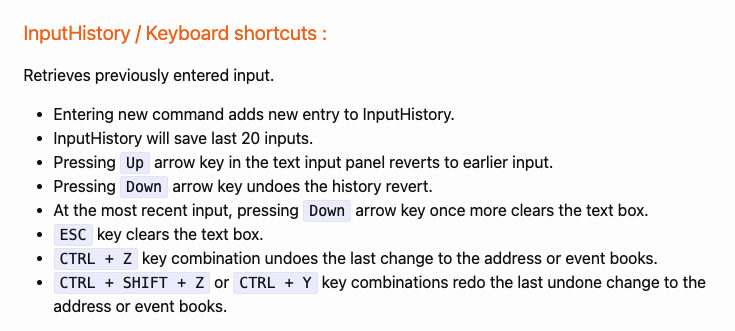 InputHistory / Keyboard shortcuts :
Retrieves previously entered input.
• Entering new command adds new entry to InputHistory.
• InputHistory will save last 20 inputs.
• Pressing Up arrow key in the text input panel reverts to earlier input.
• Pressing Down arrow key undoes the history revert.
• At the most recent input, pressing Down arrow key once more clears the text box.
• ESC key clears the text box.
• CTRL + Z key combination undoes the last change to the address or event books.
• CTRL + SHIFT + Z or CTRL + Y key combinations redo the last undone change to the
address or event books.